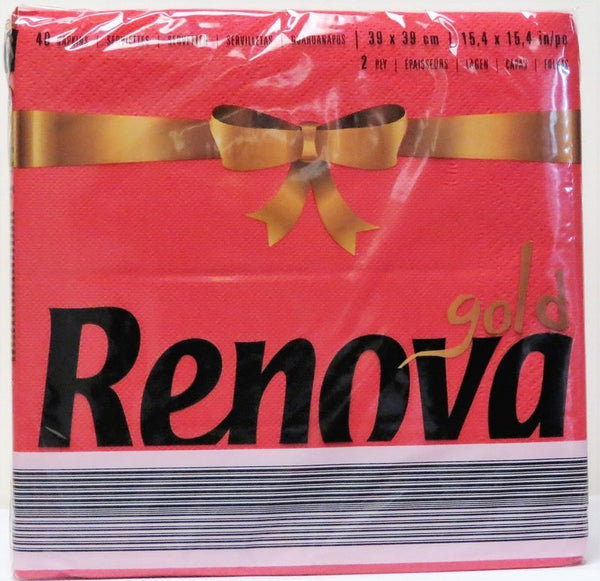 40 NAPKINS | SERVIETTES | SERVIETTEN | SERVILLETAS | GUARDANAPOS | 39 x 39 cm | 15,4 x 15,4 in/po
2 PLY | ÉPAISSEURS | LAGEN | CAPAS | FOLHAS
gold
Renova